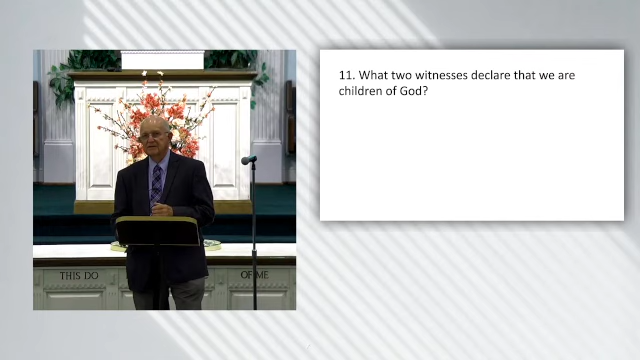 11. What two witnesses declare that we are
children of God?
THIS DO
OF ME